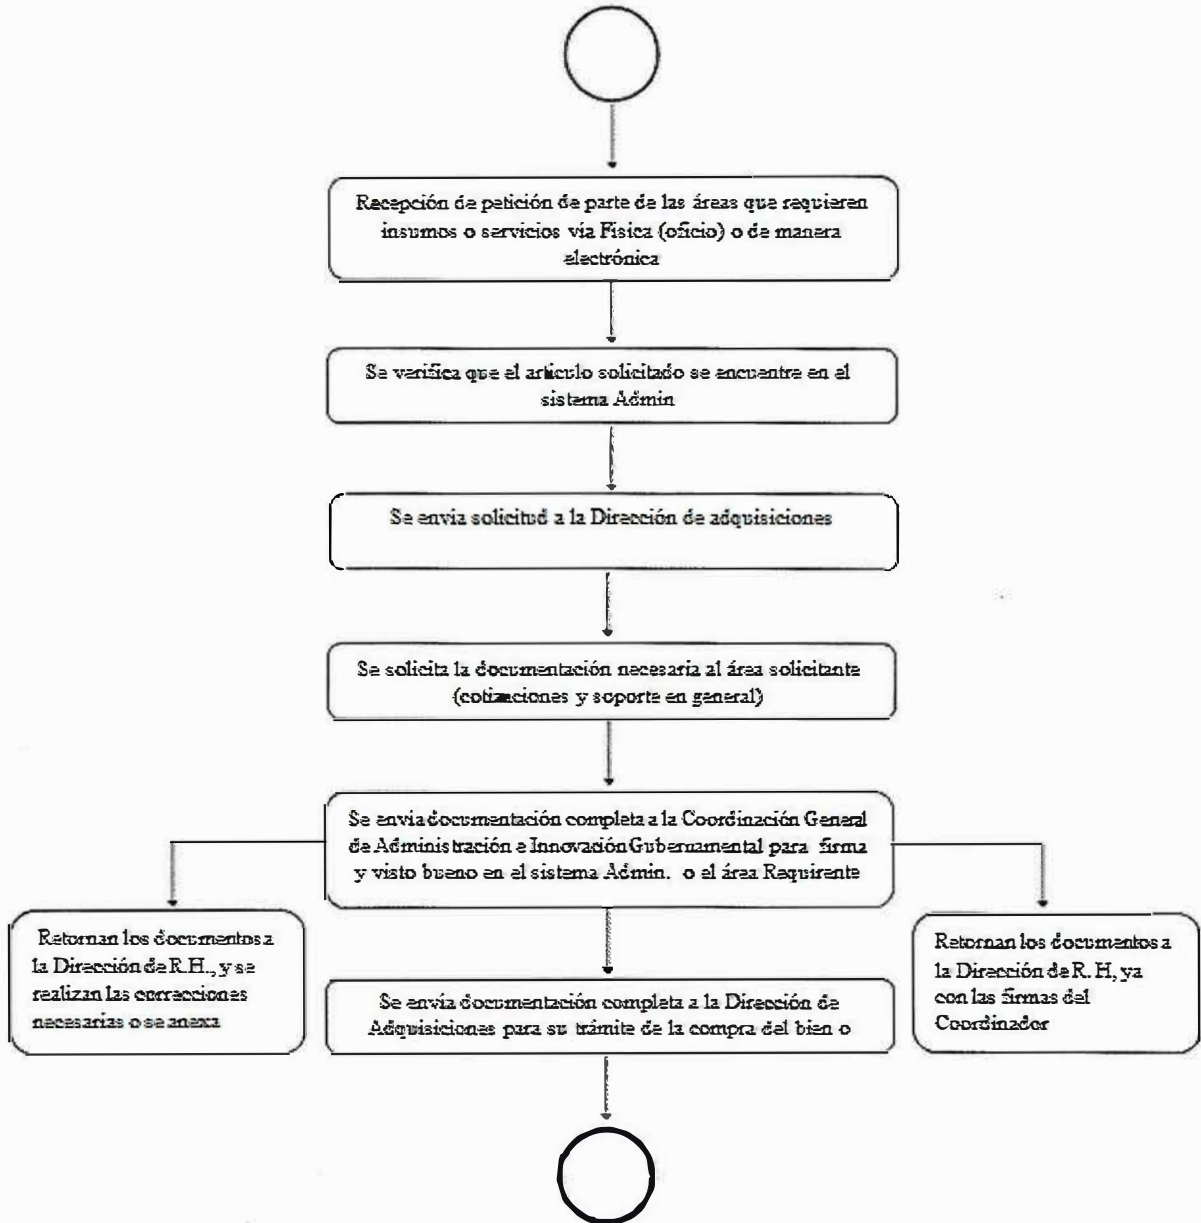 Recepción de petición de parte de las áreas que requieren
insumos o servicios vía Física (oficio) o de manera
electrónica
Se verifica que el articulo solicitado se encuentre en el
sistema Admin
Se envía solicitud a la Dirección de adquisiciones
Se solicita la documentación necesaria al área solicitante
(cotizaciones y soporte en general)
Se envia documentación completa a la Coordinación General
de Administración e Innovación Gubernamental para firma
y visto bueno en el sistema Admin. o el área Requirente
Retornan los documentos a
la Dirección de R.H., y se
realizan las correcciones
necesarias o se anexa
Se envía documentación completa a la Dirección de
Adquisiciones para su trámite de la compra del bien o
Retornan los documentos a
la Dirección de R. H, ya
con las firmas del
Coordinador